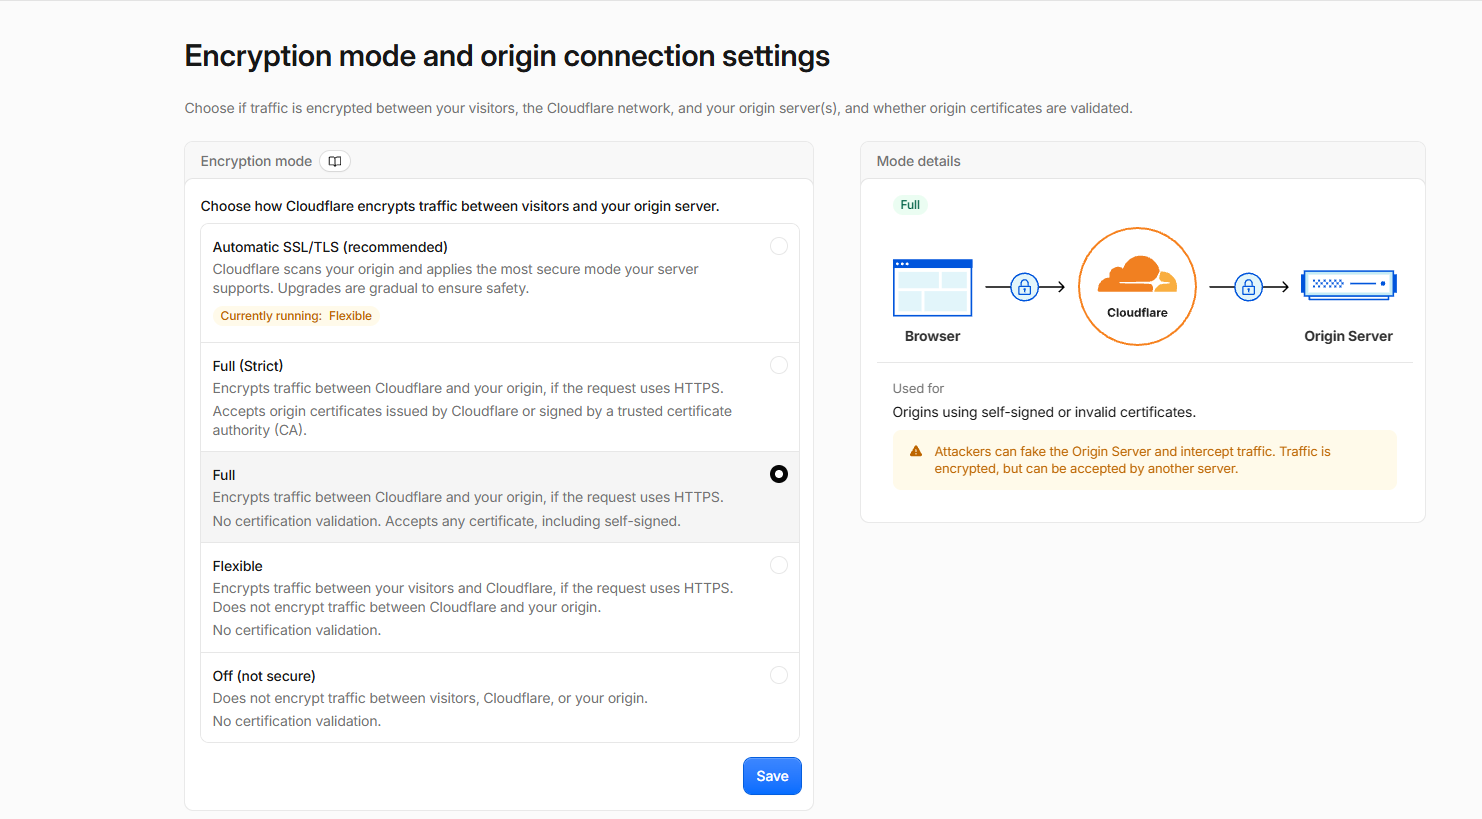 Encryption mode and origin connection settings
Choose if traffic is encrypted between your visitors, the Cloudflare network, and your origin server(s), and whether origin certificates are validated.
Encryption mode
Choose how Cloudflare encrypts traffic between visitors and your origin server.
Automatic SSL/TLS (recommended)
Cloudflare scans your origin and applies the most secure mode your server
supports. Upgrades are gradual to ensure safety.
Currently running: Flexible
Full (Strict)
Encrypts traffic between Cloudflare and your origin, if the request uses HTTPS.
Accepts origin certificates issued by Cloudflare or signed by a trusted certificate
authority (CA).
Full
Encrypts traffic between Cloudflare and your origin, if the request uses HTTPS.
No certification validation. Accepts any certificate, including self-signed.
Flexible
Encrypts traffic between your visitors and Cloudflare, if the request uses HTTPS.
Does not encrypt traffic between Cloudflare and your origin.
No certification validation.
Off (not secure)
Does not encrypt traffic between visitors, Cloudflare, or your origin.
No certification validation.
Save
Mode details
Full
Cloudflare
Browser
Origin Server
Used for
Origins using self-signed or invalid certificates.
Attackers can fake the Origin Server and intercept traffic. Traffic is
encrypted, but can be accepted by another server.